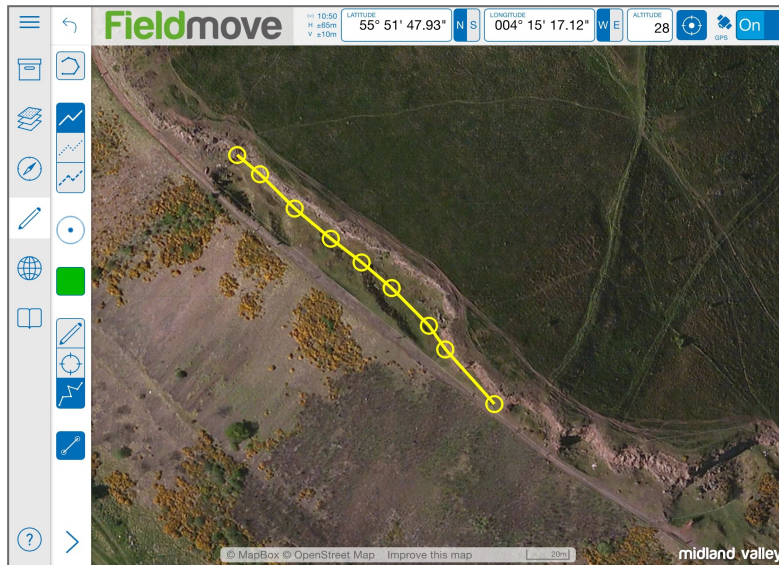 Fieldmove
10:50
H ±65m
V ±10m
LATITUDE
55° 51' 47.93"
N S
LONGITUDE
004° 15' 17.12"
W E
ALTITUDE
28
GPS
On
?
© MapBox © OpenStreet Map Improve this map
20m
midland valley